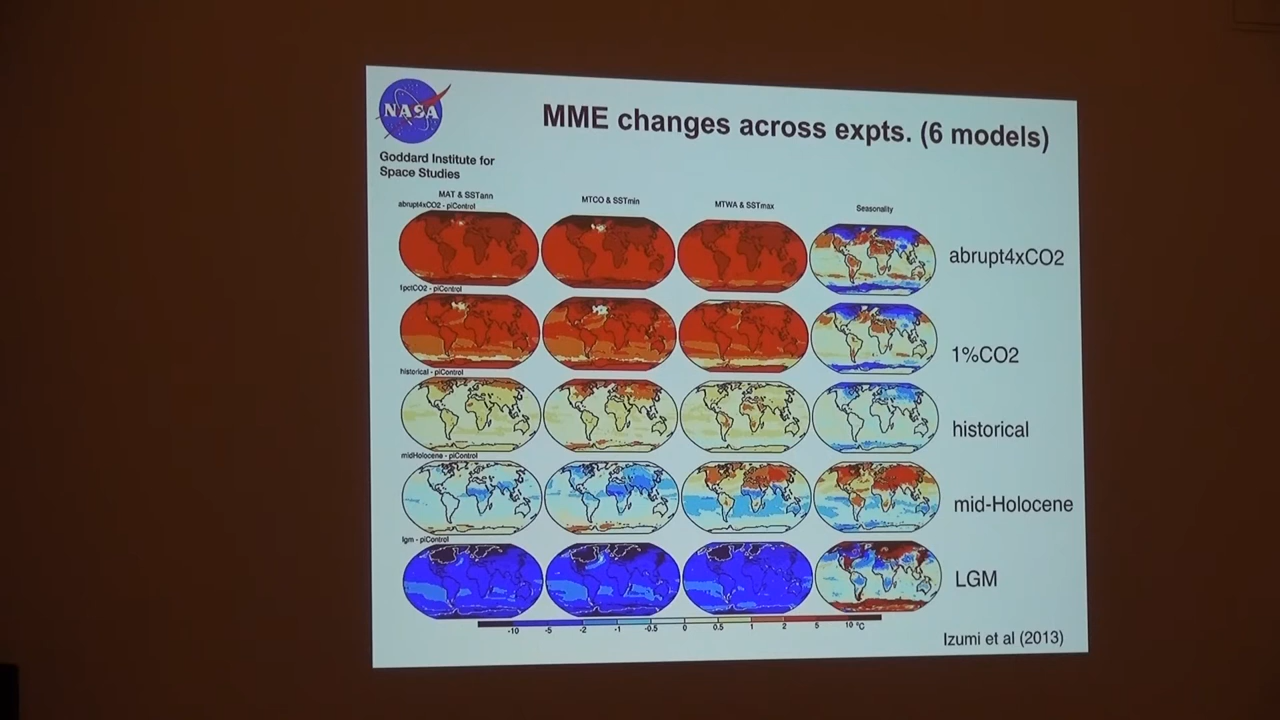 NASA
MME changes across expts. (6 models)
Goddard Institute for
Space Studies
MAT & SSTann
MTCO & SSTmin
MTWA & SSTmax
Seasonality
abrupt4xCO2 - piControl
abrupt4xCO2
1pctCO2 - piControl
1%CO2
historical - piControl
historical
midHolocene - piControl
mid-Holocene
lgm - piControl
LGM
-10 -5 -2 -1 -0.5 0 0.5 1 2 5 10 °C
Izumi et al (2013)